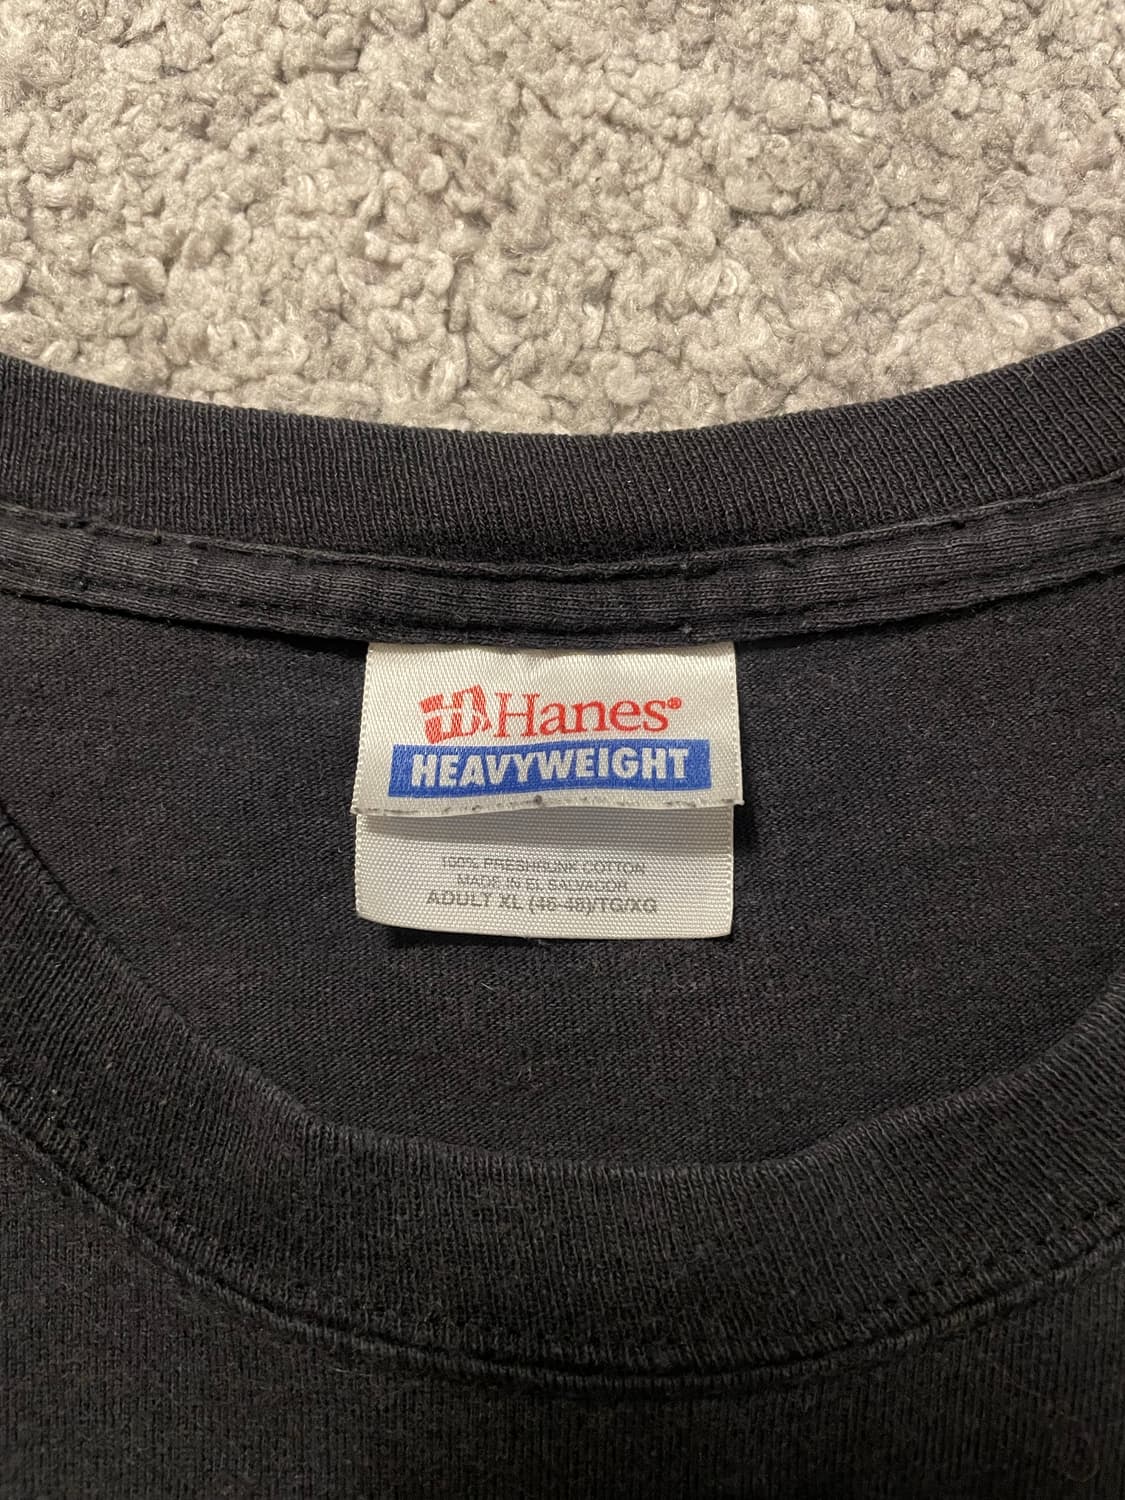 Hanes®
HEAVYWEIGHT
100% PRESHRUNK COTTON
MADE IN EL SALVADOR
ADULT XL (46-48)/TG/XG